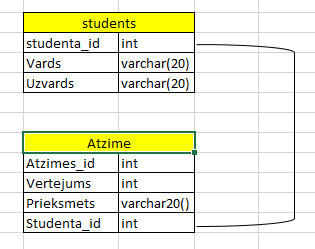 students
studenta_id int
Vards varchar(20)
Uzvards varchar(20)
Atzime
Atzimes_id int
Vertejums int
Prieksmets varchar20()
Studenta_id int